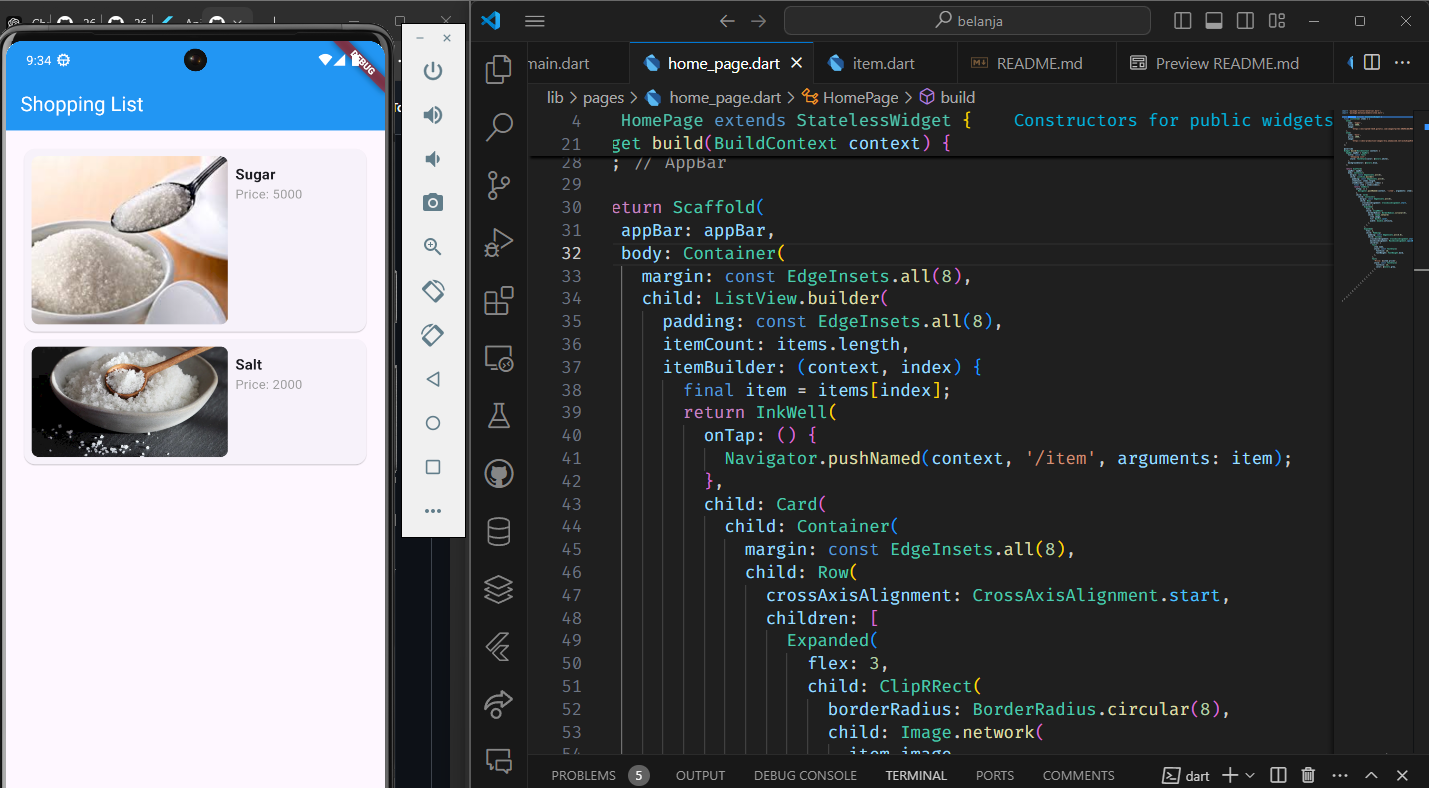 9:34
DEBUG
Shopping List
Sugar
Price: 5000
Salt
Price: 2000
belanja
main.dart
home_page.dart
item.dart
README.md
Preview README.md
lib > pages > home_page.dart > HomePage > build
4 HomePage extends StatelessWidget { Constructors for public widgets
21 get build(BuildContext context) {
28 ; // AppBar
29
30 eturn Scaffold(
31 appBar: appBar,
32 body: Container(
33 margin: const EdgeInsets.all(8),
34 child: ListView.builder(
35 padding: const EdgeInsets.all(8),
36 itemCount: items.length,
37 itemBuilder: (context, index) {
38 final item = items[index];
39 return InkWell(
40 onTap: () {
41 Navigator.pushNamed(context, '/item', arguments: item);
42 },
43 child: Card(
44 child: Container(
45 margin: const EdgeInsets.all(8),
46 child: Row(
47 crossAxisAlignment: CrossAxisAlignment.start,
48 children: [
49 Expanded(
50 flex: 3,
51 child: ClipRRect(
52 borderRadius: BorderRadius.circular(8),
53 child: Image.network(
54 item.image
PROBLEMS 5 OUTPUT DEBUG CONSOLE TERMINAL PORTS COMMENTS dart